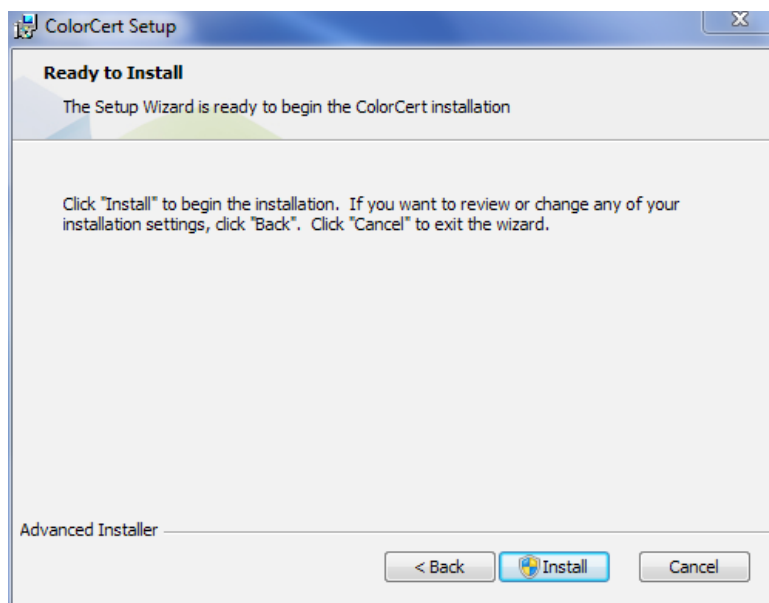 ColorCert Setup
Ready to Install
The Setup Wizard is ready to begin the ColorCert installation
Click "Install" to begin the installation.  If you want to review or change any of your
installation settings, click "Back".  Click "Cancel" to exit the wizard.
Advanced Installer
< Back Install Cancel